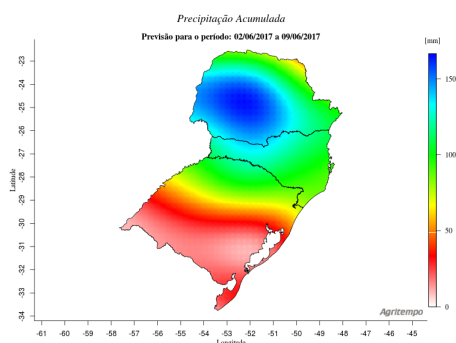 Precipitação Acumulada
Previsão para o período: 02/06/2017 a 09/06/2017
[mm]
-23
-24
-25
-26
-27
-28
-29
-30
-31
-32
-33
-34
Latitude
150
100
50
0
Agritempo
-61 -60 -59 -58 -57 -56 -55 -54 -53 -52 -51 -50 -49 -48 -47 -46 -45
Longitude